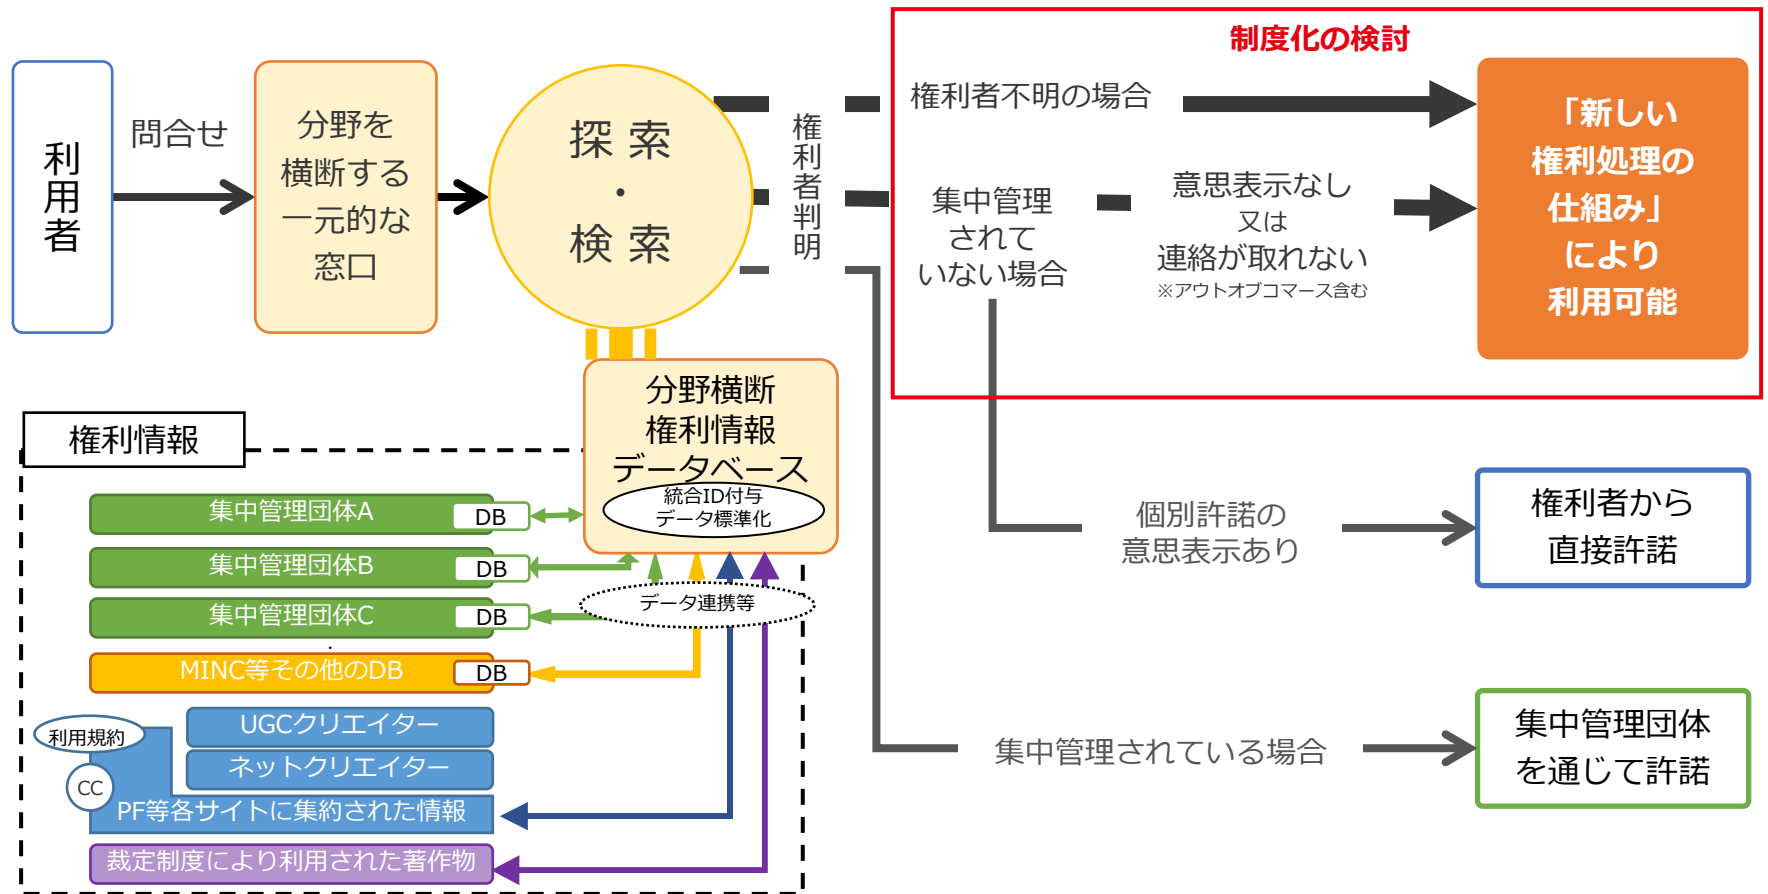 制度化の検討
利用者
問合せ
分野を
横断する
一元的な
窓口
探 索
・
検 索
権利者判明
権利者不明の場合
集中管理
されて
いない場合
意思表示なし
又は
連絡が取れない
※アウトオブコマース含む
「新しい
権利処理の
仕組み」
により
利用可能
分野横断
権利情報
データベース
統合ID付与
データ標準化
権利情報
集中管理団体A
DB
集中管理団体B
DB
集中管理団体C
DB
.
MINC等その他のDB
DB
データ連携等
UGCクリエイター
利用規約
ネットクリエイター
CC
PF等各サイトに集約された情報
裁定制度により利用された著作物
個別許諾の
意思表示あり
権利者から
直接許諾
集中管理されている場合
集中管理団体
を通じて許諾